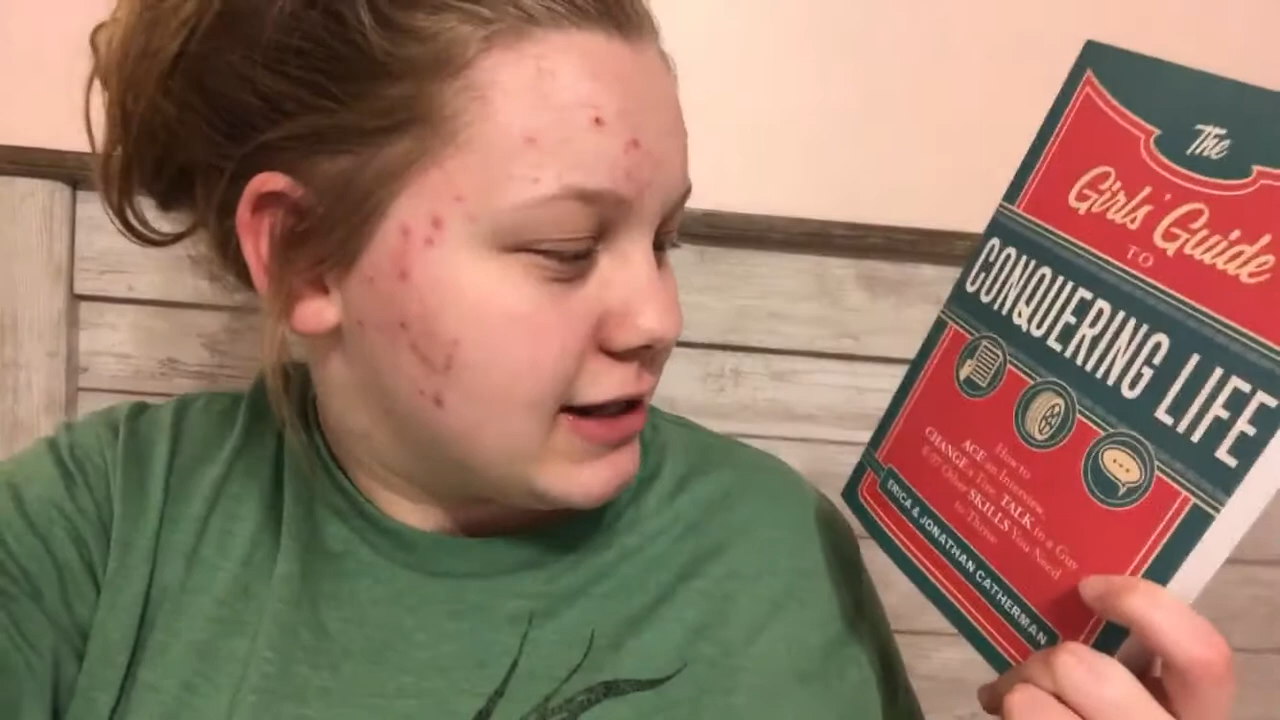 The
Girls' Guide
TO
CONQUERING LIFE
How to
ACE an Interview,
CHANGE a Tire, TALK to a Guy
& 97 Other SKILLS You Need
to Thrive
ERICA & JONATHAN CATHERMAN